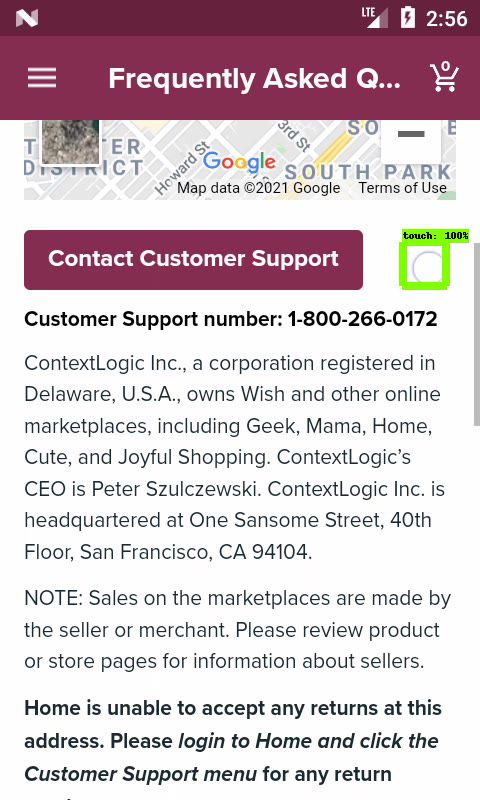 LTE 2:56
Frequently Asked Q... 0
3rd St
DISTRICT
Howard St
Google
SOUTH PARK
Map data ©2021 Google Terms of Use
Contact Customer Support
touch: 100%
Customer Support number: 1-800-266-0172
ContextLogic Inc., a corporation registered in
Delaware, U.S.A., owns Wish and other online
marketplaces, including Geek, Mama, Home,
Cute, and Joyful Shopping. ContextLogic’s
CEO is Peter Szulczewski. ContextLogic Inc. is
headquartered at One Sansome Street, 40th
Floor, San Francisco, CA 94104.
NOTE: Sales on the marketplaces are made by
the seller or merchant. Please review product
or store pages for information about sellers.
Home is unable to accept any returns at this
address. Please login to Home and click the
Customer Support menu for any return